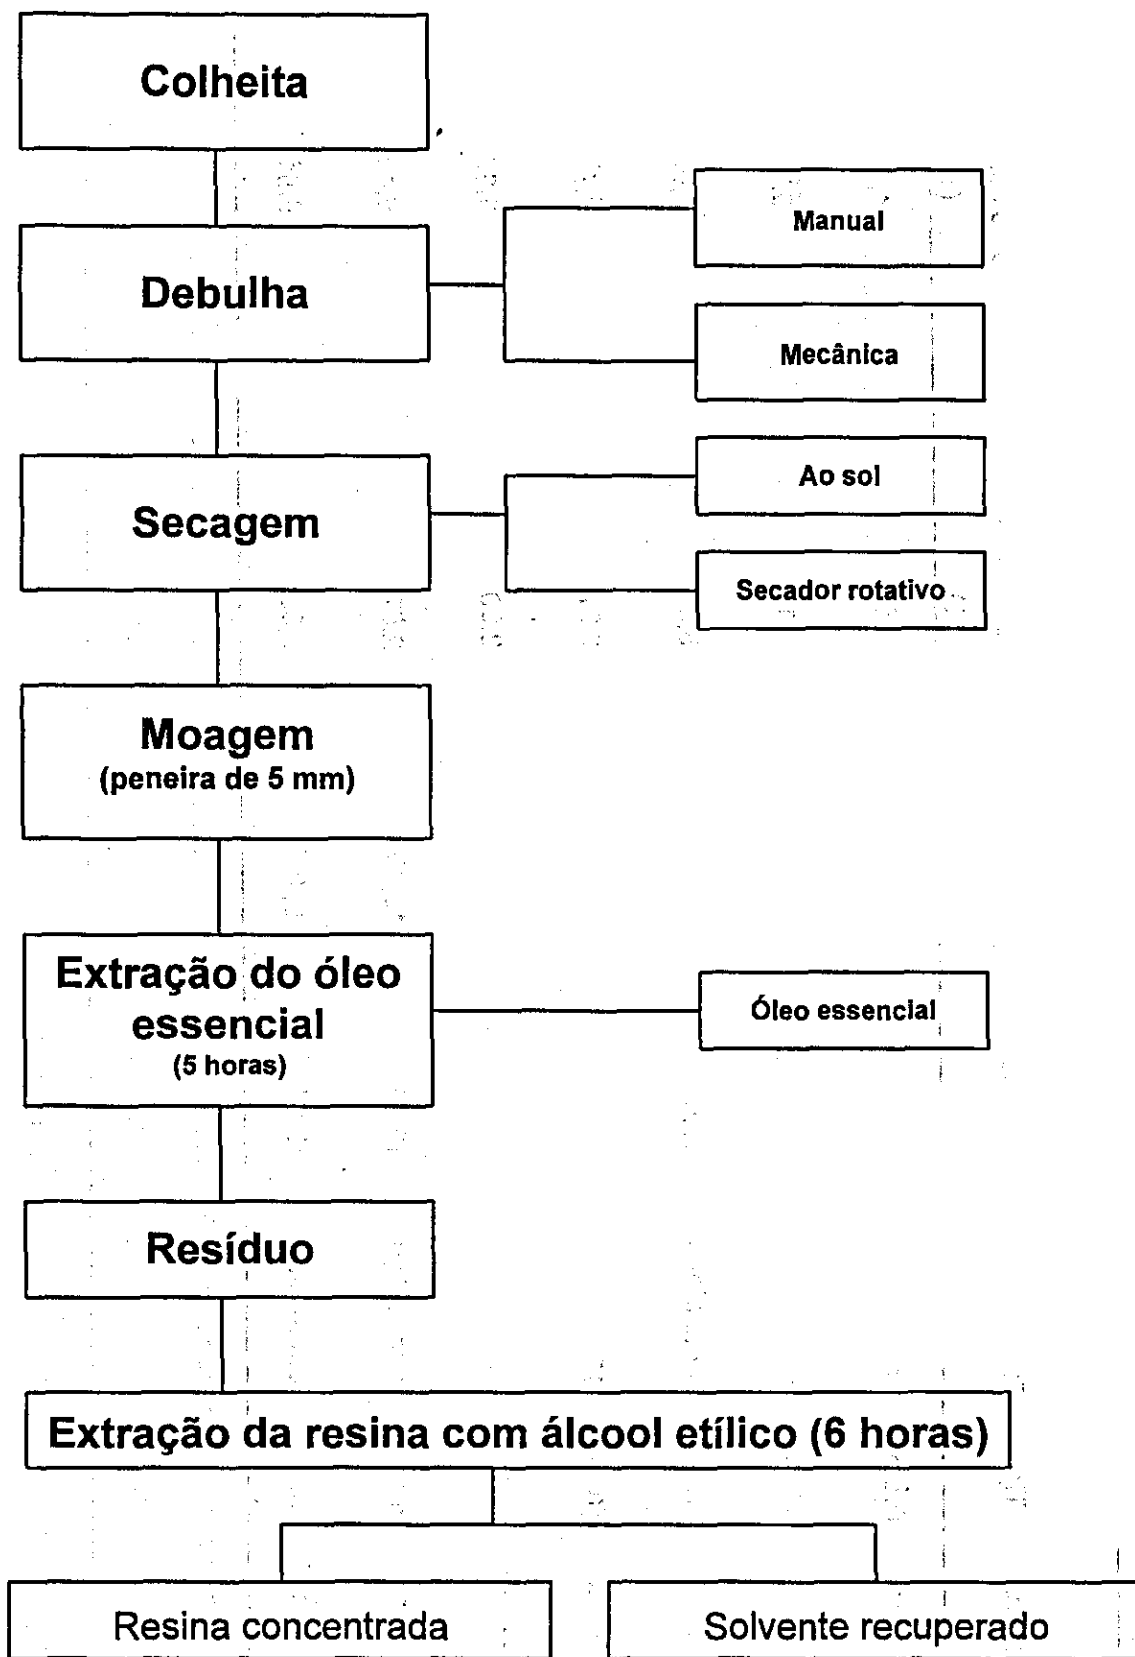 Colheita
Debulha
Manual
Mecânica
Secagem
Ao sol
Secador rotativo
Moagem
(peneira de 5 mm)
Extração do óleo
essencial
(5 horas)
Óleo essencial
Resíduo
Extração da resina com álcool etílico (6 horas)
Resina concentrada
Solvente recuperado